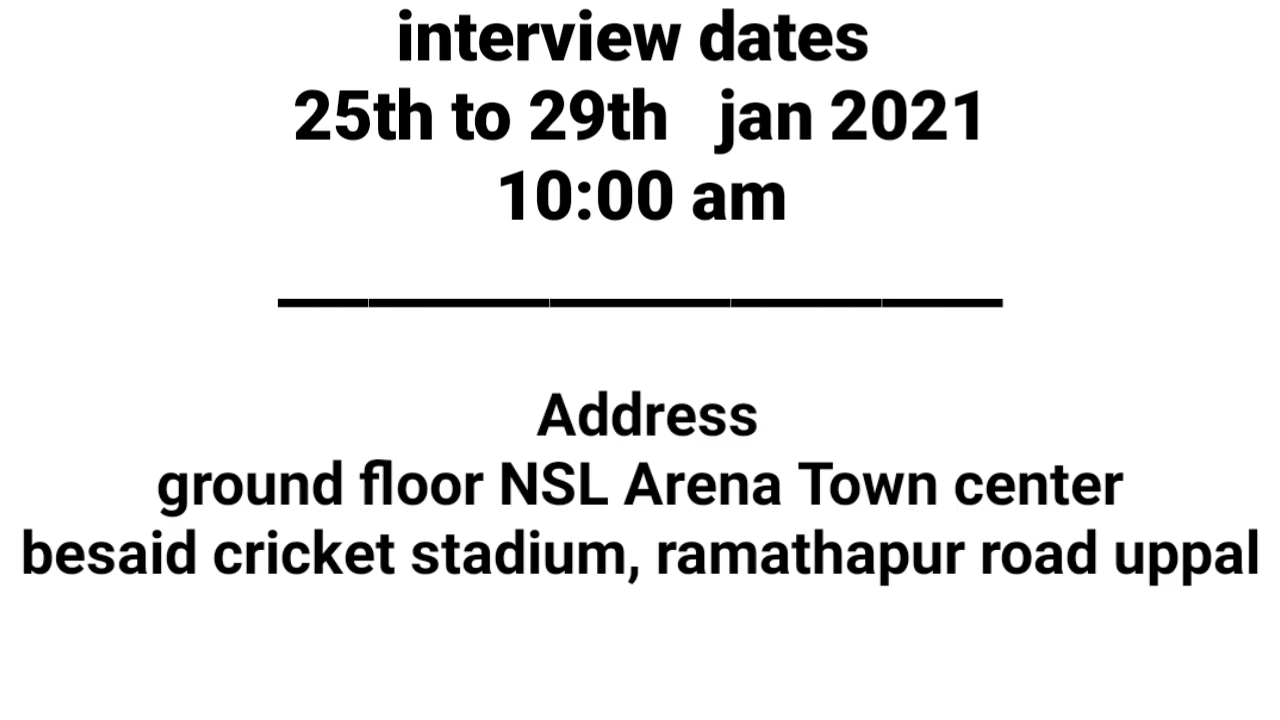 interview dates
25th to 29th jan 2021
10:00 am
Address
ground floor NSL Arena Town center
besaid cricket stadium, ramathapur road uppal